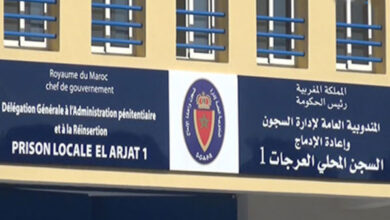 Royaume du Maroc
chef de gouvernement
Délégation Générale à l'Administration pénitentiaire
et à la Réinsertion
PRISON LOCALE EL ARJAT 1
المملكة المغربية
رئيس الحكومة
المندوبية العامة لإدارة السجون
وإعادة الإدماج
السجن المحلي العرجات 1